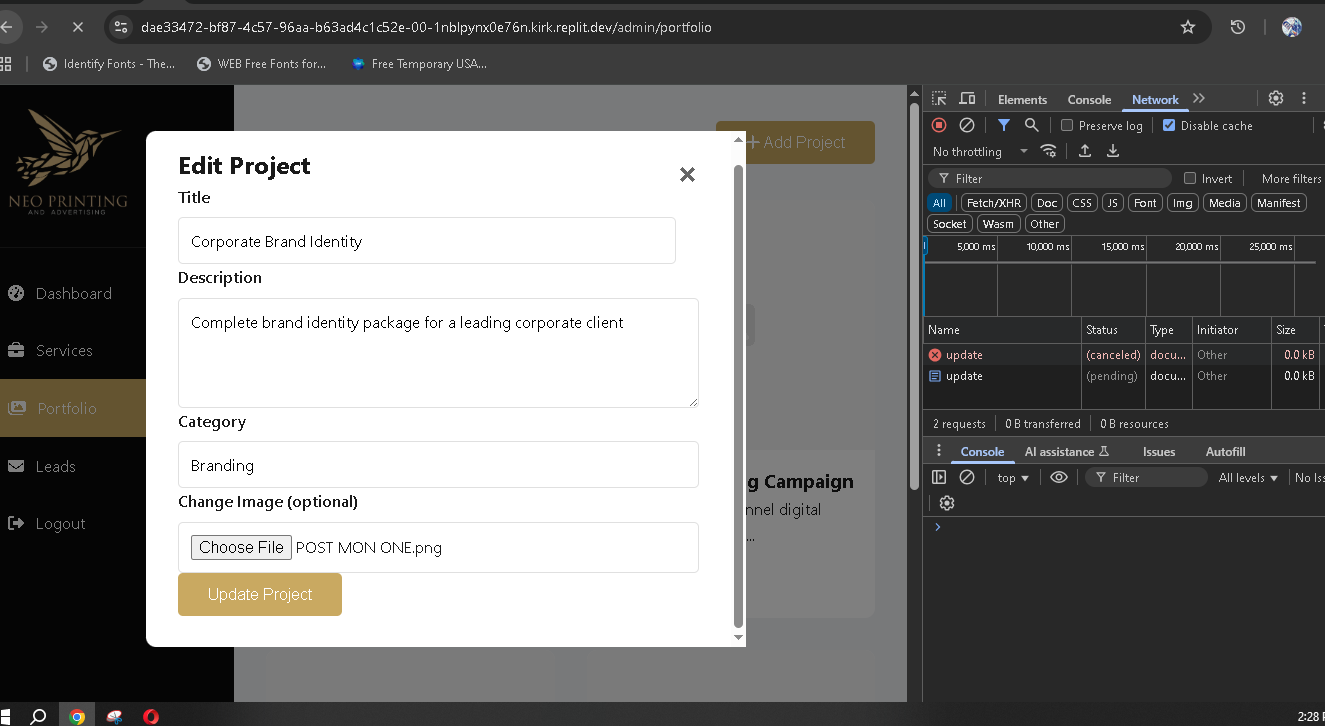 dae33472-bf87-4c57-96aa-b63ad4c1c52e-00-1nblpynx0e76n.kirk.replit.dev/admin/portfolio
Identify Fonts - The...
WEB Free Fonts for...
Free Temporary USA...
NEO PRINTING
AND ADVERTISING
Dashboard
Services
Portfolio
Leads
Logout
+ Add Project
Edit Project
×
Title
Corporate Brand Identity
Description
Complete brand identity package for a leading corporate client
Category
Branding
Change Image (optional)
Choose File POST MON ONE.png
Update Project
g Campaign
nnel digital
...
Elements Console Network
Preserve log Disable cache
No throttling
Filter Invert More filters
All Fetch/XHR Doc CSS JS Font Img Media Manifest
Socket Wasm Other
5,000 ms 10,000 ms 15,000 ms 20,000 ms 25,000 ms
Name Status Type Initiator Size
update (canceled) docu... Other 0.0 kB
update (pending) docu... Other 0.0 kB
2 requests 0 B transferred 0 B resources
Console AI assistance Issues Autofill
top Filter All levels No Iss
2:28